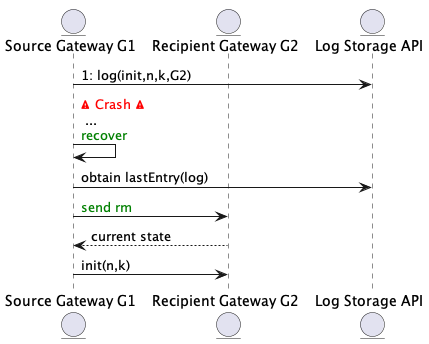 Source Gateway G1 Recipient Gateway G2 Log Storage API
1: log(init,n,k,G2)
⚠ Crash ⚠
...
recover
obtain lastEntry(log)
send rm
current state
init(n,k)
Source Gateway G1 Recipient Gateway G2 Log Storage API